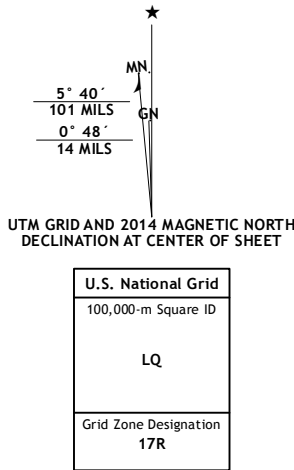 MN.
5° 40´
101 MILS
GN
0° 48´
14 MILS
UTM GRID AND 2014 MAGNETIC NORTH
DECLINATION AT CENTER OF SHEET
U.S. National Grid
100,000-m Square ID
LQ
Grid Zone Designation
17R